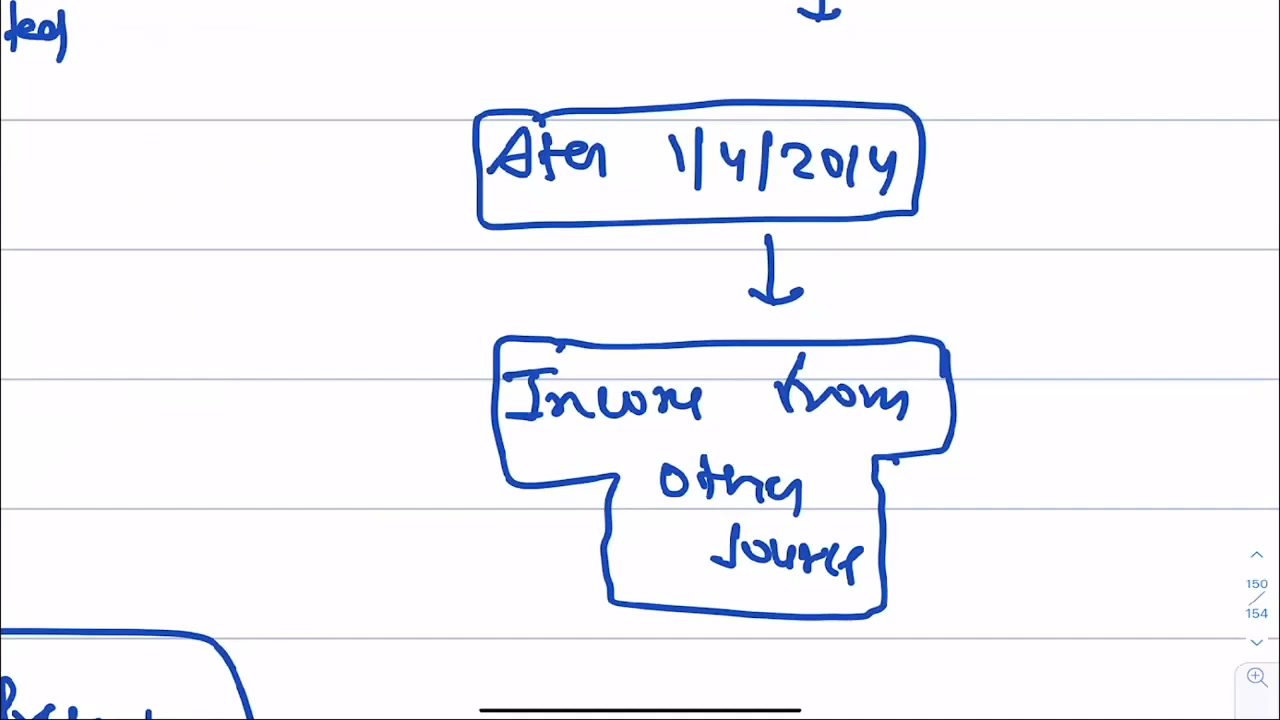 After 1/4/2014
Income from
other
source
150
/
154